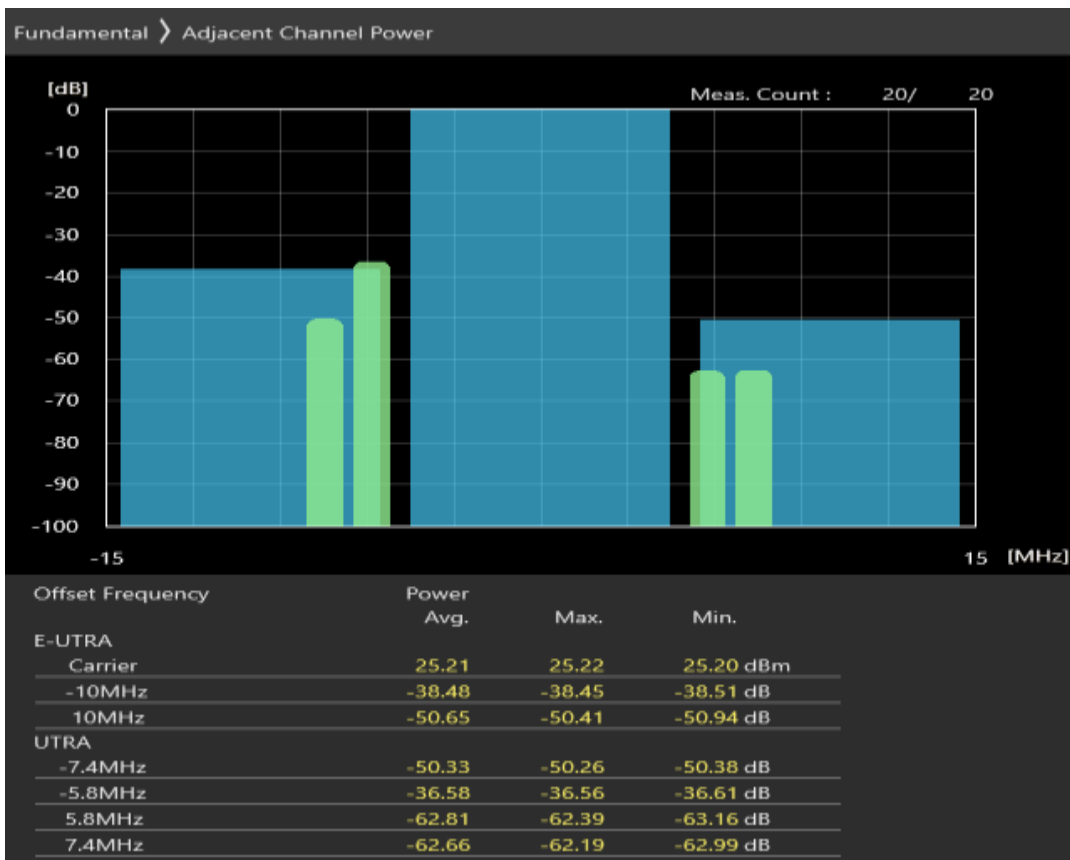 Fundamental 〉 Adjacent Channel Power
[dB]
Meas. Count : 20/ 20
0
-10
-20
-30
-40
-50
-60
-70
-80
-90
-100
-15 15 [MHz]
Offset Frequency Power
Avg. Max. Min.
E-UTRA
Carrier 25.21 25.22 25.20 dBm
-10MHz -38.48 -38.45 -38.51 dB
10MHz -50.65 -50.41 -50.94 dB
UTRA
-7.4MHz -50.33 -50.26 -50.38 dB
-5.8MHz -36.58 -36.56 -36.61 dB
5.8MHz -62.81 -62.39 -63.16 dB
7.4MHz -62.66 -62.19 -62.99 dB